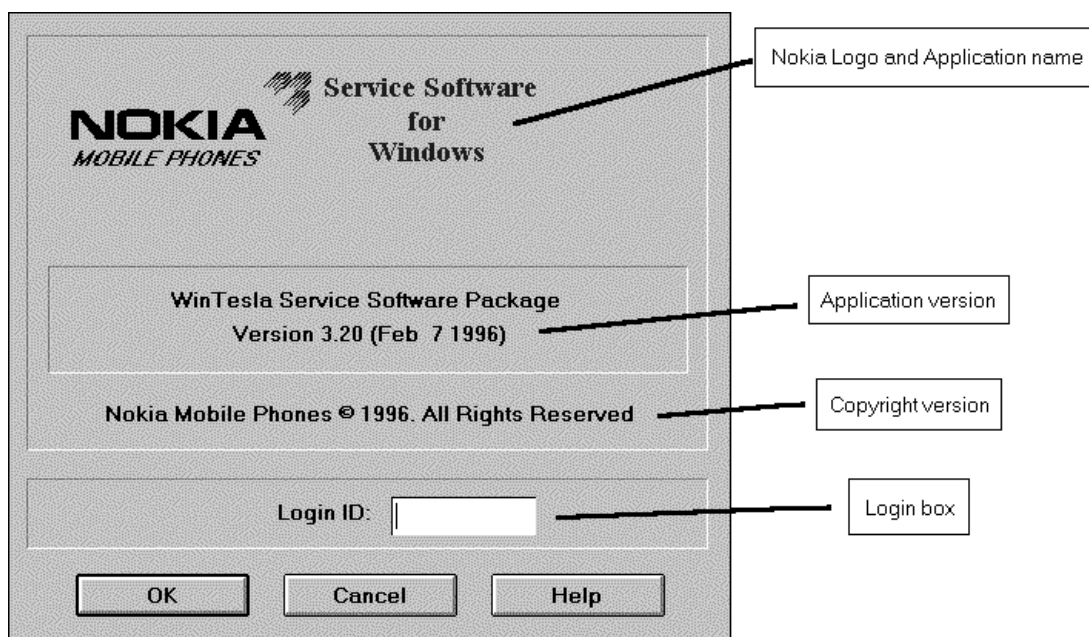 NOKIA
MOBILE PHONES
Service Software
for
Windows
Nokia Logo and Application name
WinTesla Service Software Package
Version 3.20 (Feb  7 1996)
Application version
Nokia Mobile Phones © 1996. All Rights Reserved
Copyright version
Login ID:
Login box
OK
Cancel
Help